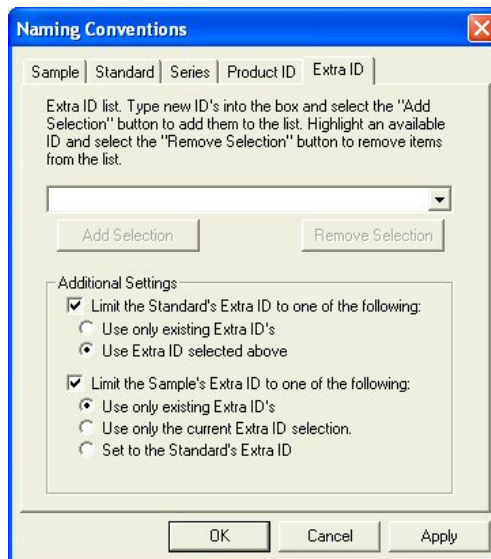 Naming Conventions
Sample Standard Series Product ID Extra ID
Extra ID list. Type new ID's into the box and select the "Add
Selection" button to add them to the list. Highlight an available
ID and select the "Remove Selection" button to remove items
from the list.
Add Selection Remove Selection
Additional Settings
Limit the Standard's Extra ID to one of the following:
Use only existing Extra ID's
Use Extra ID selected above
Limit the Sample's Extra ID to one of the following:
Use only existing Extra ID's
Use only the current Extra ID selection.
Set to the Standard's Extra ID
OK Cancel Apply